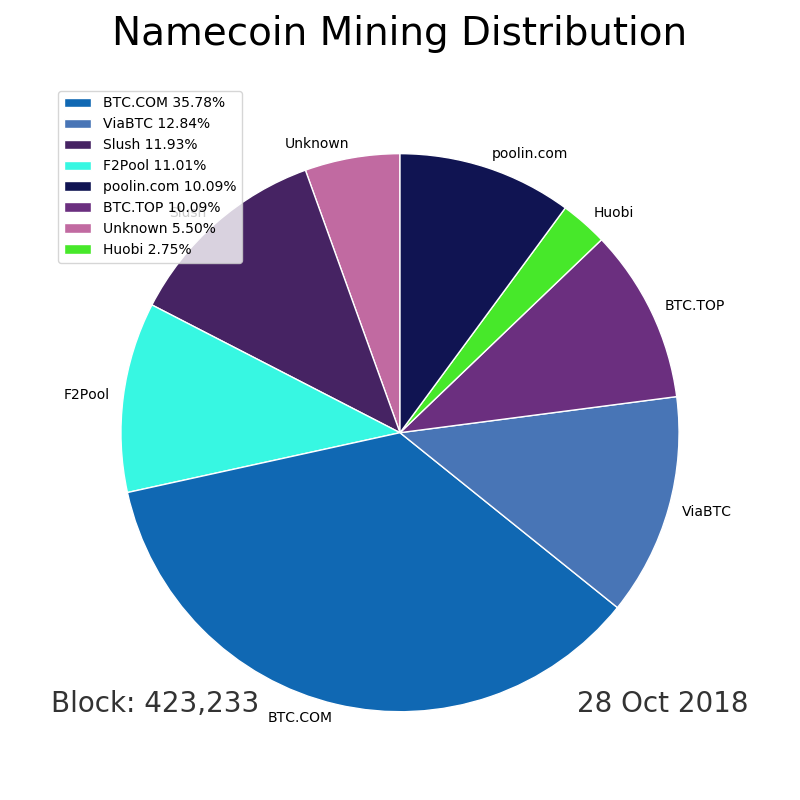 Namecoin Mining Distribution
BTC.COM 35.78%
ViaBTC 12.84%
Slush 11.93%
F2Pool 11.01%
poolin.com 10.09%
BTC.TOP 10.09%
Unknown 5.50%
Huobi 2.75%
Unknown
poolin.com
Slush
Huobi
BTC.TOP
F2Pool
ViaBTC
Block: 423,233
28 Oct 2018
BTC.COM